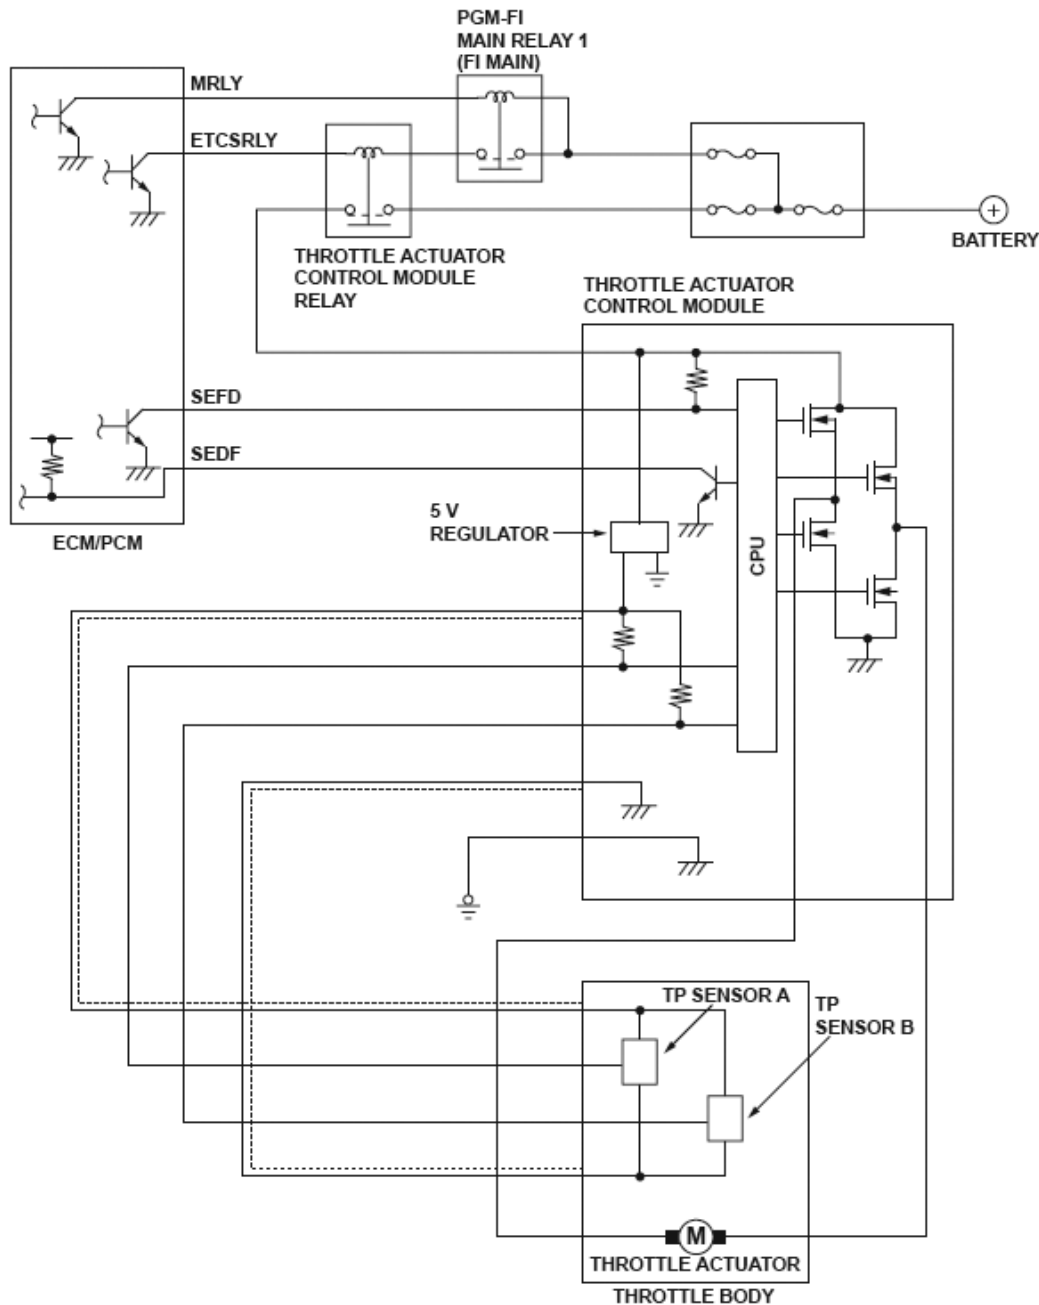 PGM-FI
MAIN RELAY 1
(FI MAIN)
MRLY
ETCSRLY
BATTERY
THROTTLE ACTUATOR
CONTROL MODULE
RELAY
THROTTLE ACTUATOR
CONTROL MODULE
SEFD
SEDF
5 V
REGULATOR
ECM/PCM
CPU
TP SENSOR A
TP
SENSOR B
M
THROTTLE ACTUATOR
THROTTLE BODY